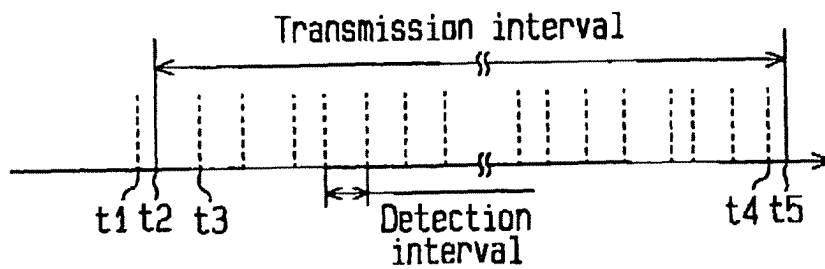 Transmission interval
t1 t2 t3 t4 t5
Detection
interval